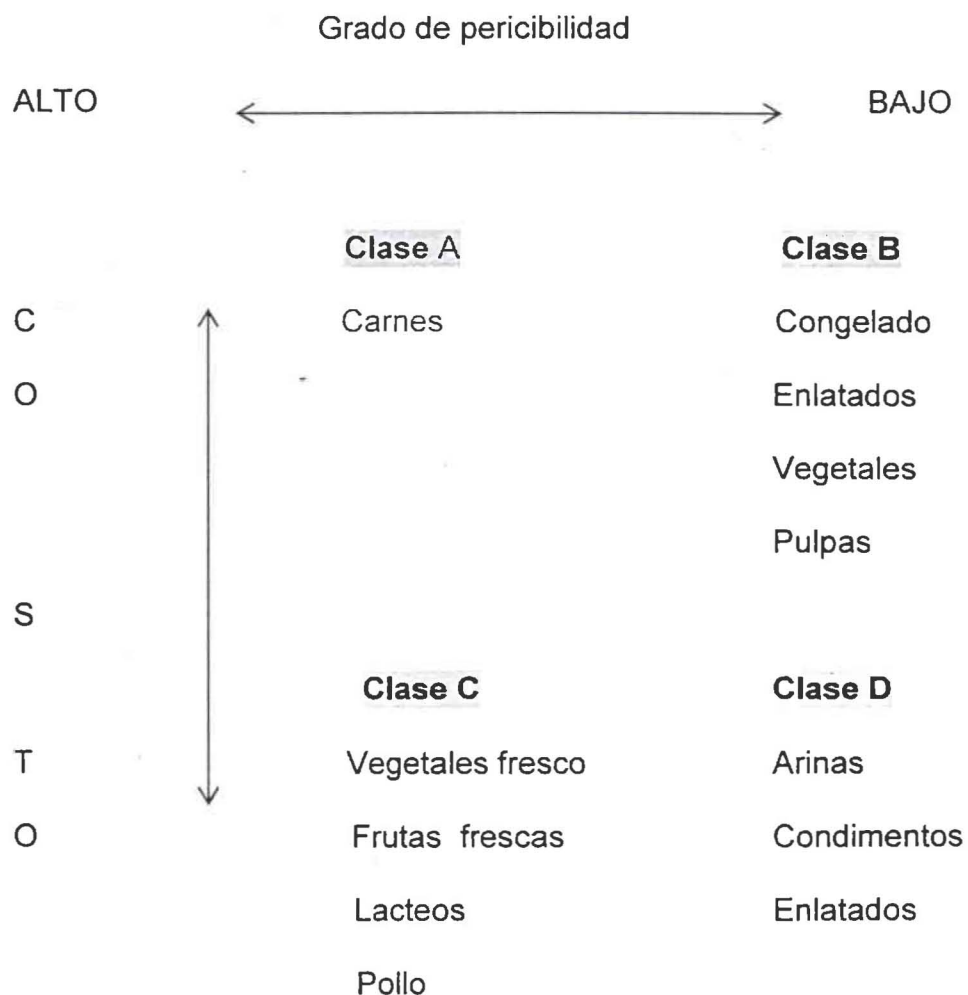 Grado de pericibilidad
ALTO BAJO
Clase A Clase B
C Carnes Congelado
O Enlatados
Vegetales
Pulpas
S
Clase C Clase D
T Vegetales fresco Arinas
O Frutas frescas Condimentos
Lacteos Enlatados
Pollo